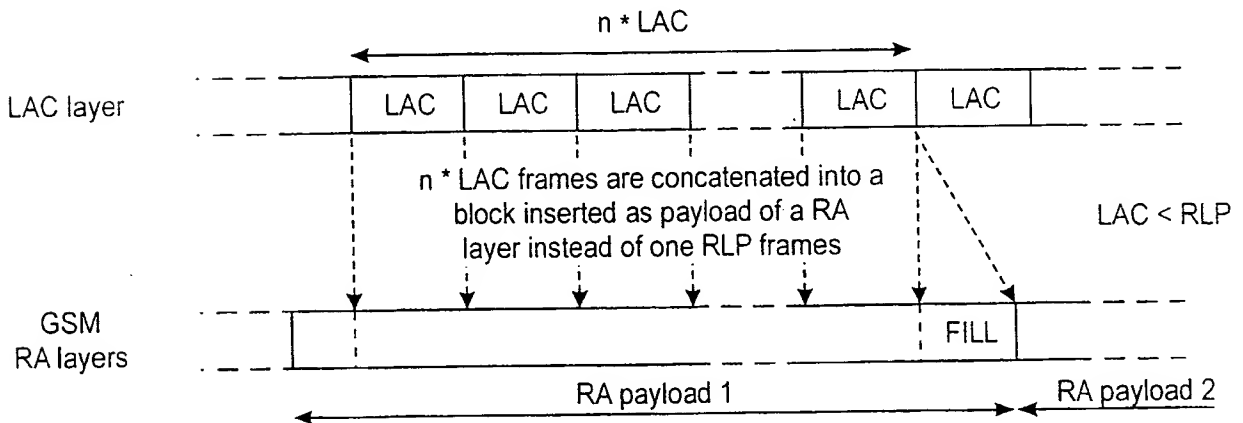 n * LAC
LAC layer
LAC LAC LAC LAC LAC
n * LAC frames are concatenated into a
block inserted as payload of a RA
layer instead of one RLP frames
LAC < RLP
GSM
RA layers
FILL
RA payload 1
RA payload 2